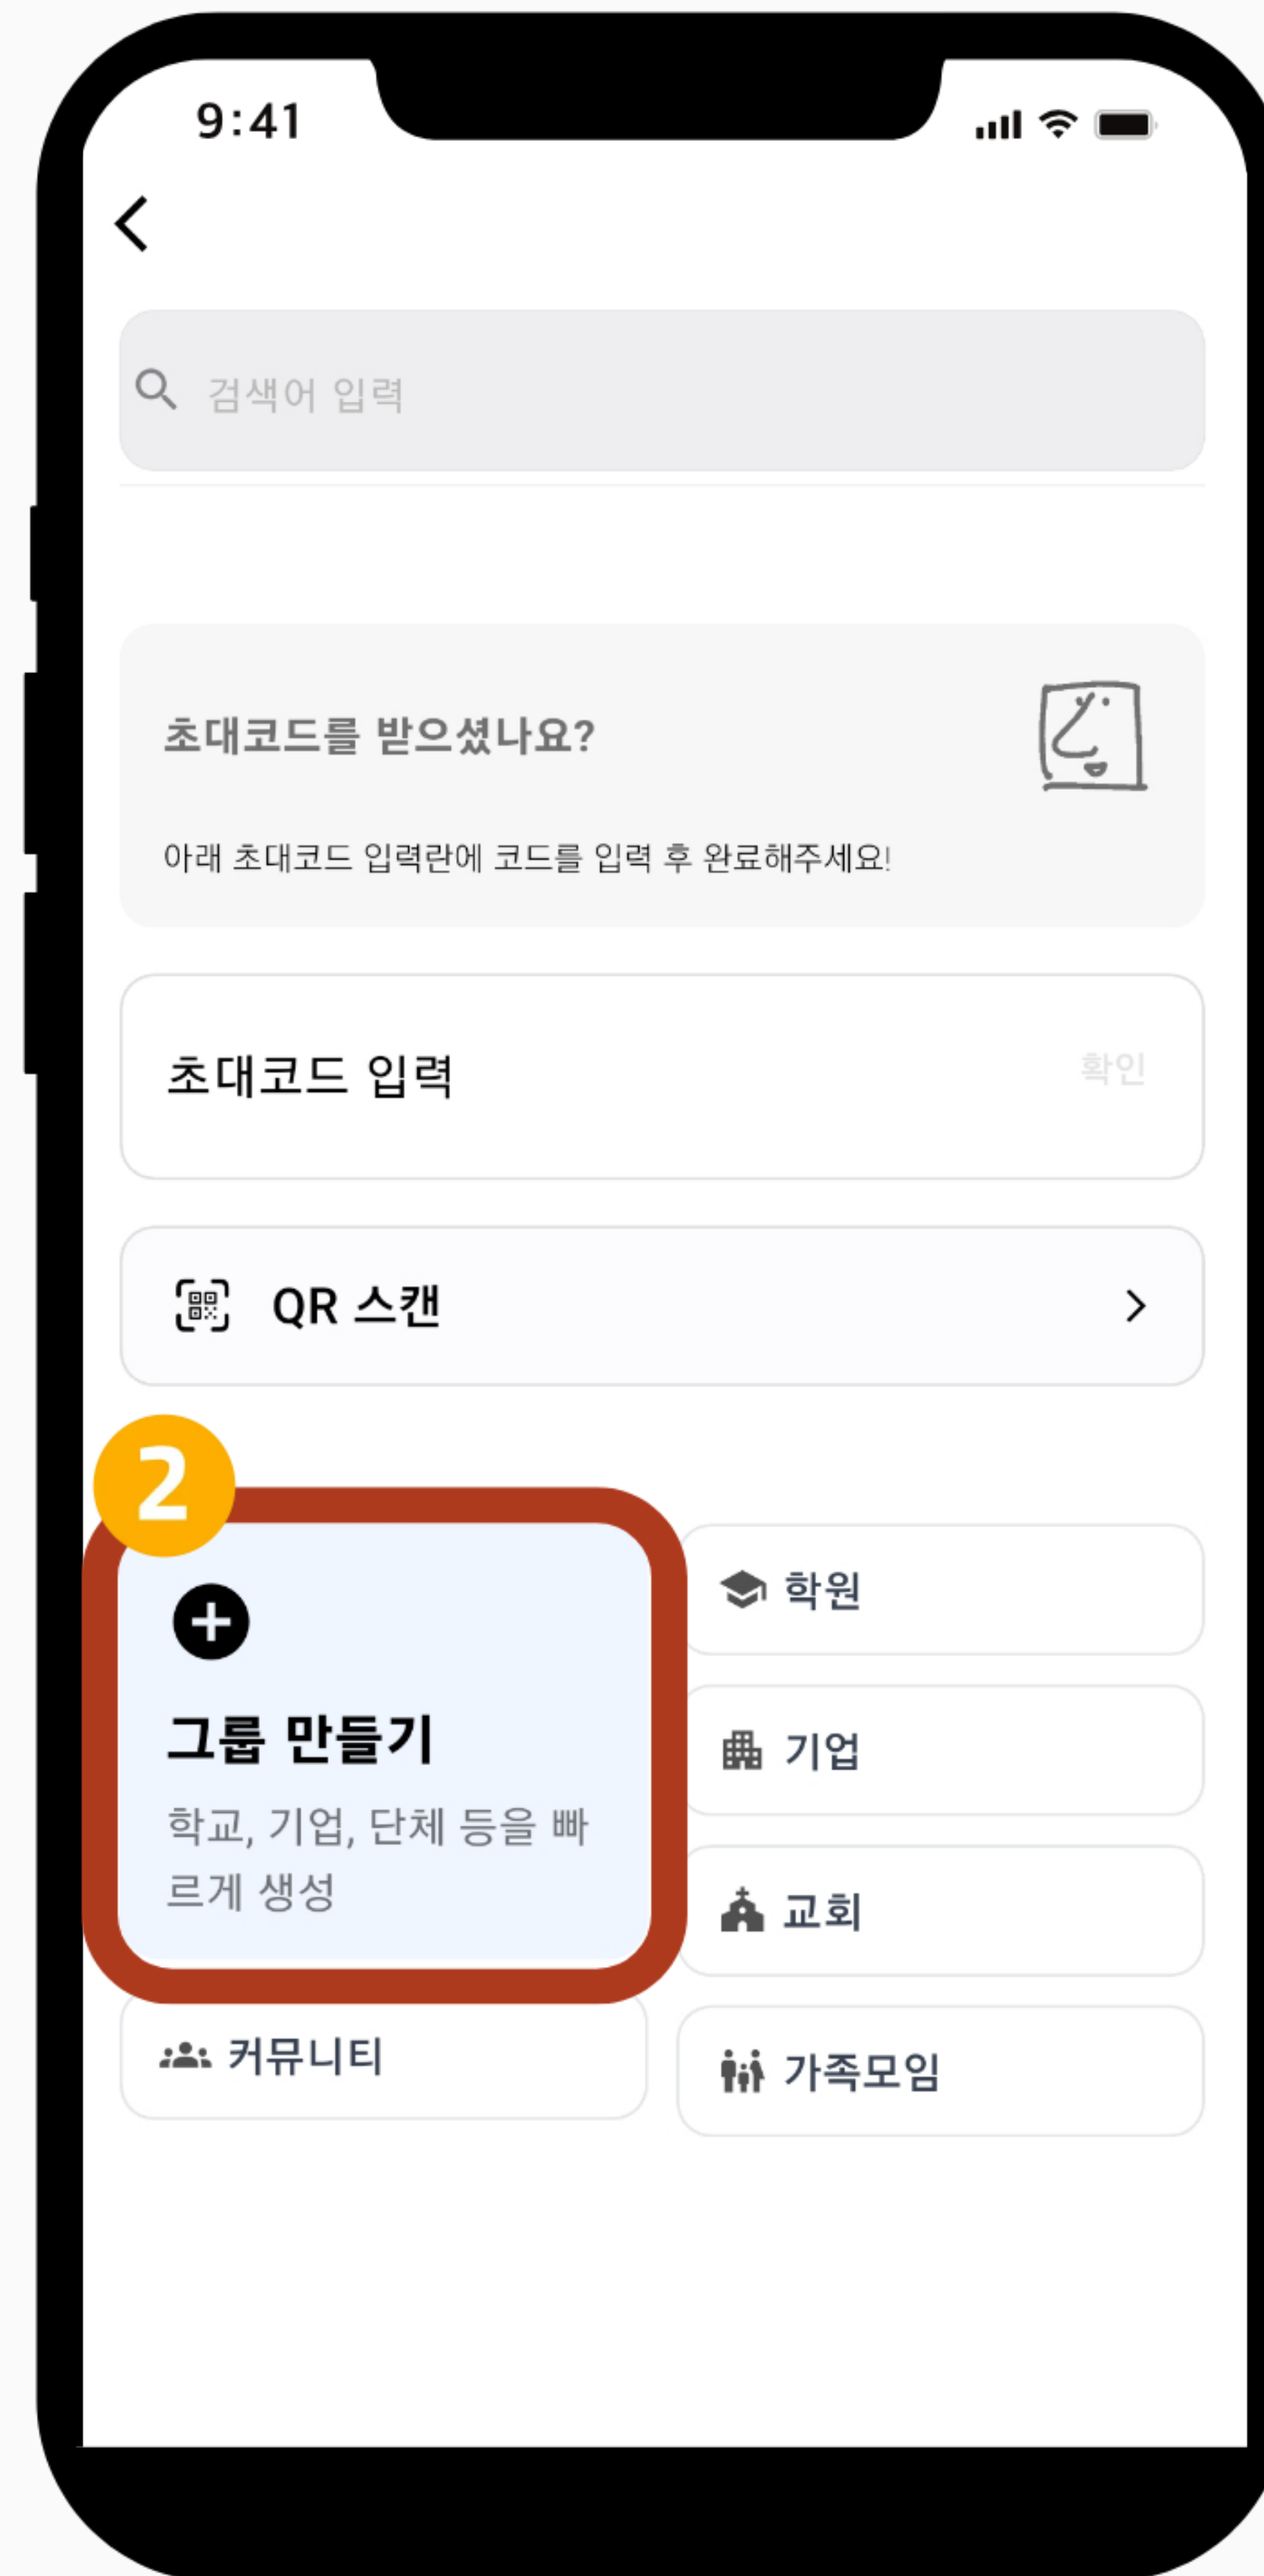 9:41
검색어 입력
초대코드를 받으셨나요?
아래 초대코드 입력란에 코드를 입력 후 완료해주세요!
초대코드 입력
확인
QR 스캔
2
그룹 만들기
학교, 기업, 단체 등을 빠
르게 생성
학원
기업
교회
커뮤니티
가족모임